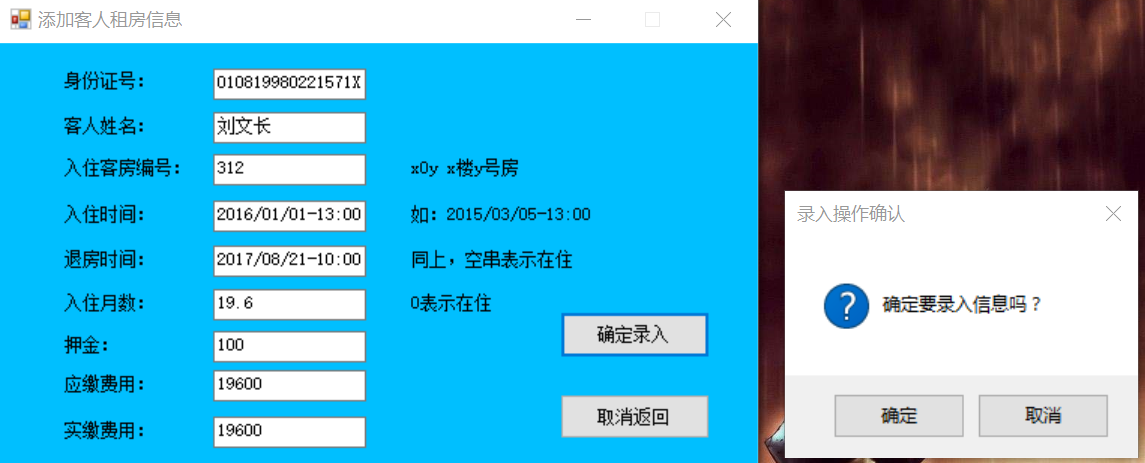 添加客人租房信息
身份证号：
010819980221571X
客人姓名：
刘文长
入住客房编号：
312
x0y x楼y号房
入住时间：
2016/01/01-13:00
如：2015/03/05-13:00
退房时间：
2017/08/21-10:00
同上，空串表示在住
入住月数：
19.6
0表示在住
押金：
100
应缴费用：
19600
实缴费用：
19600
确定录入
取消返回
录入操作确认
确定要录入信息吗？
确定
取消